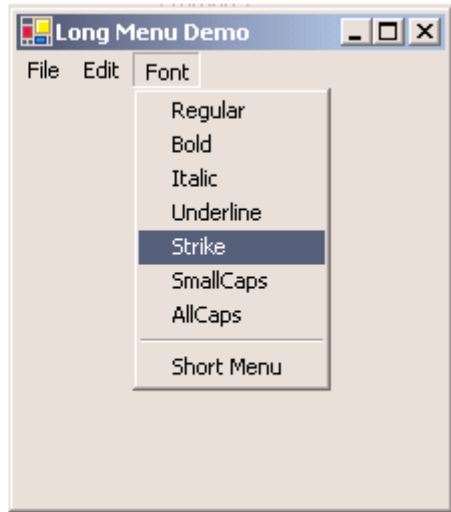 Long Menu Demo
File Edit Font
Regular
Bold
Italic
Underline
Strike
SmallCaps
AllCaps
Short Menu